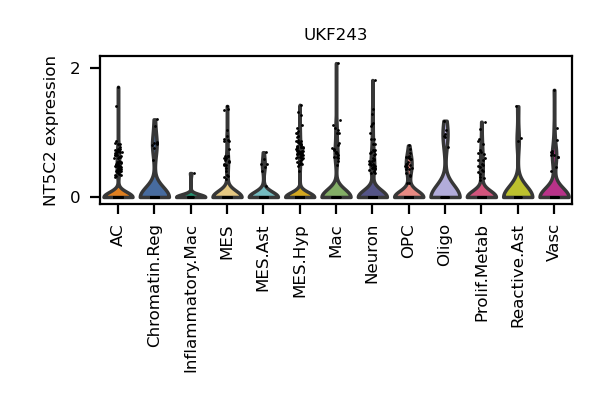 UKF243
NT5C2 expression
2
0
AC
Chromatin.Reg
Inflammatory.Mac
MES
MES.Ast
MES.Hyp
Mac
Neuron
OPC
Oligo
Prolif.Metab
Reactive.Ast
Vasc